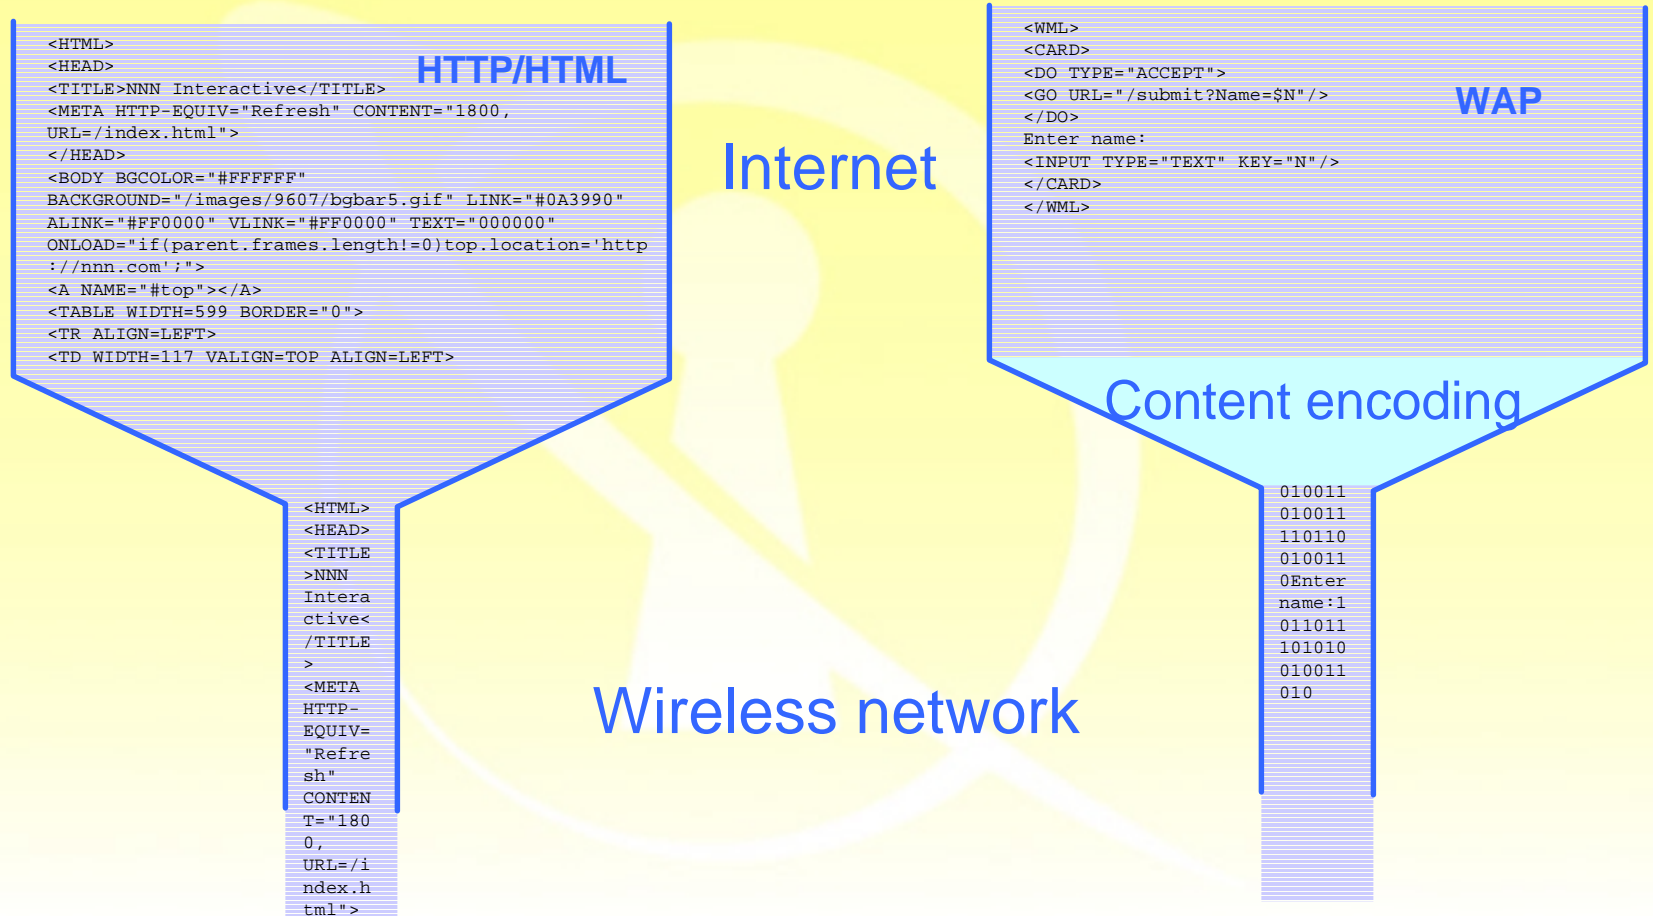 <HTML>
<HEAD>
HTTP/HTML
<TITLE>NNN Interactive</TITLE>
<META HTTP-EQUIV="Refresh" CONTENT="1800,
URL=/index.html">
</HEAD>
<BODY BGCOLOR="#FFFFFF"
BACKGROUND="/images/9607/bgbar5.gif" LINK="#0A3990"
ALINK="#FF0000" VLINK="#FF0000" TEXT="000000"
ONLOAD="if(parent.frames.length!=0)top.location='http
://nnn.com';">
<A NAME="#top"></A>
<TABLE WIDTH=599 BORDER="0">
<TR ALIGN=LEFT>
<TD WIDTH=117 VALIGN=TOP ALIGN=LEFT>
Internet
<WML>
<CARD>
<DO TYPE="ACCEPT">
<GO URL="/submit?Name=$N"/>
WAP
</DO>
Enter name:
<INPUT TYPE="TEXT" KEY="N"/>
</CARD>
</WML>
Content encoding
<HTML>
<HEAD>
<TITLE
>NNN
Intera
ctive<
/TITLE
>
<META
HTTP-
EQUIV=
"Refre
sh"
CONTEN
T="180
0,
URL=/i
ndex.h
tml">
Wireless network
010011
010011
110110
010011
0Enter
name:1
011011
101010
010011
010